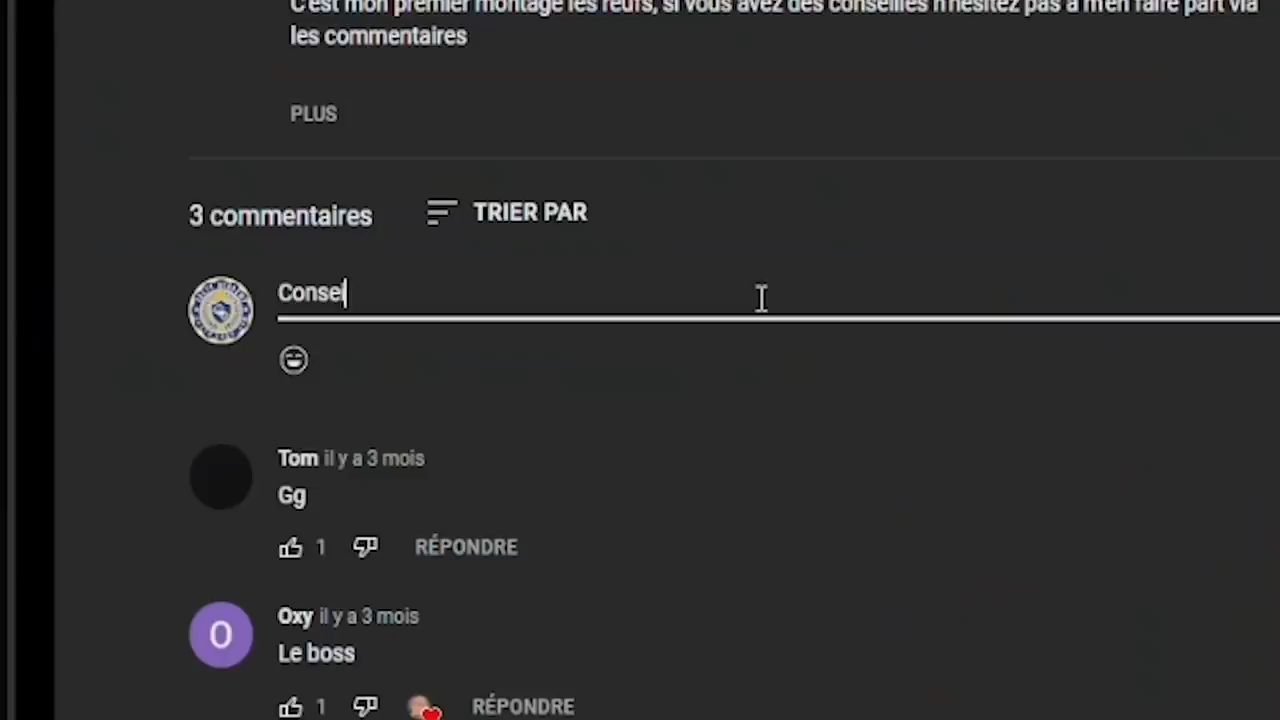 C'est mon premier montage les reufs, si vous avez des conseilles n'hésitez pas à m'en faire part via
les commentaires
PLUS
3 commentaires
TRIER PAR
Consei
Tom il y a 3 mois
Gg
1 RÉPONDRE
O
Oxy il y a 3 mois
Le boss
1 RÉPONDRE